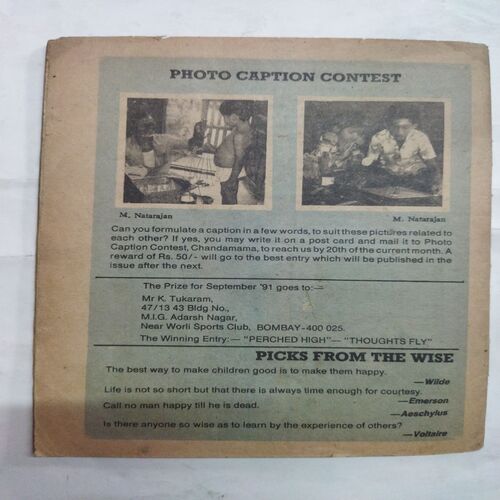 PHOTO CAPTION CONTEST
M. Natarajan
M. Natarajan
Can you formulate a caption in a few words, to suit these pictures related to
each other? If yes, you may write it on a post card and mail it to Photo
Caption Contest, Chandamama, to reach us by 20th of the current month. A
reward of Rs. 50/- will go to the best entry which will be published in the
issue after the next.
The Prize for September '91 goes to:—
Mr K. Tukaram,
47/13 43 Bldg No.,
M.I.G. Adarsh Nagar,
Near Worli Sports Club, BOMBAY-400 025.
The Winning Entry:— "PERCHED HIGH"— "THOUGHTS FLY"
PICKS FROM THE WISE
The best way to make children good is to make them happy.
—Wilde
Life is not so short but that there is always time enough for courtesy.
—Emerson
Call no man happy till he is dead.
—Aeschylus
Is there anyone so wise as to learn by the experience of others?
—Voltaire